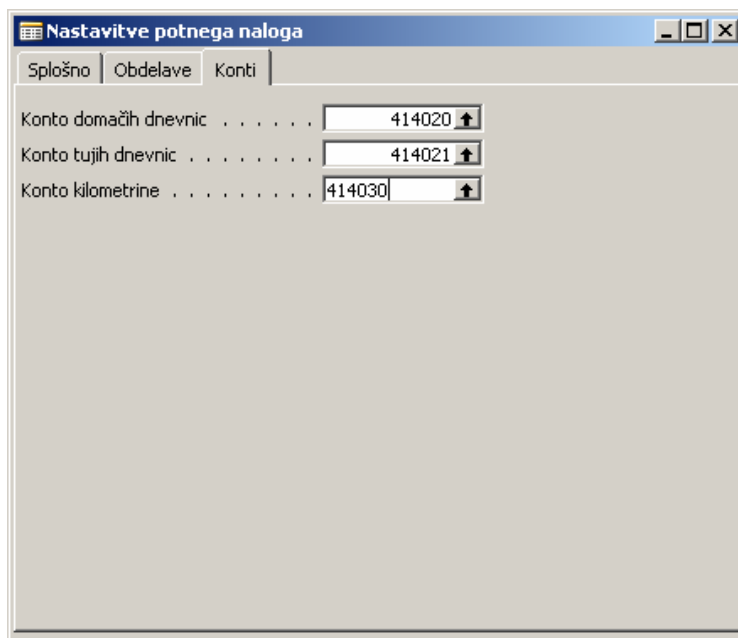 Nastavitve potnega naloga
Splošno Obdelave Konti
Konto domačih dnevnic . . . . . . 414020
Konto tujih dnevnic . . . . . . . . 414021
Konto kilometrine . . . . . . . . . 414030